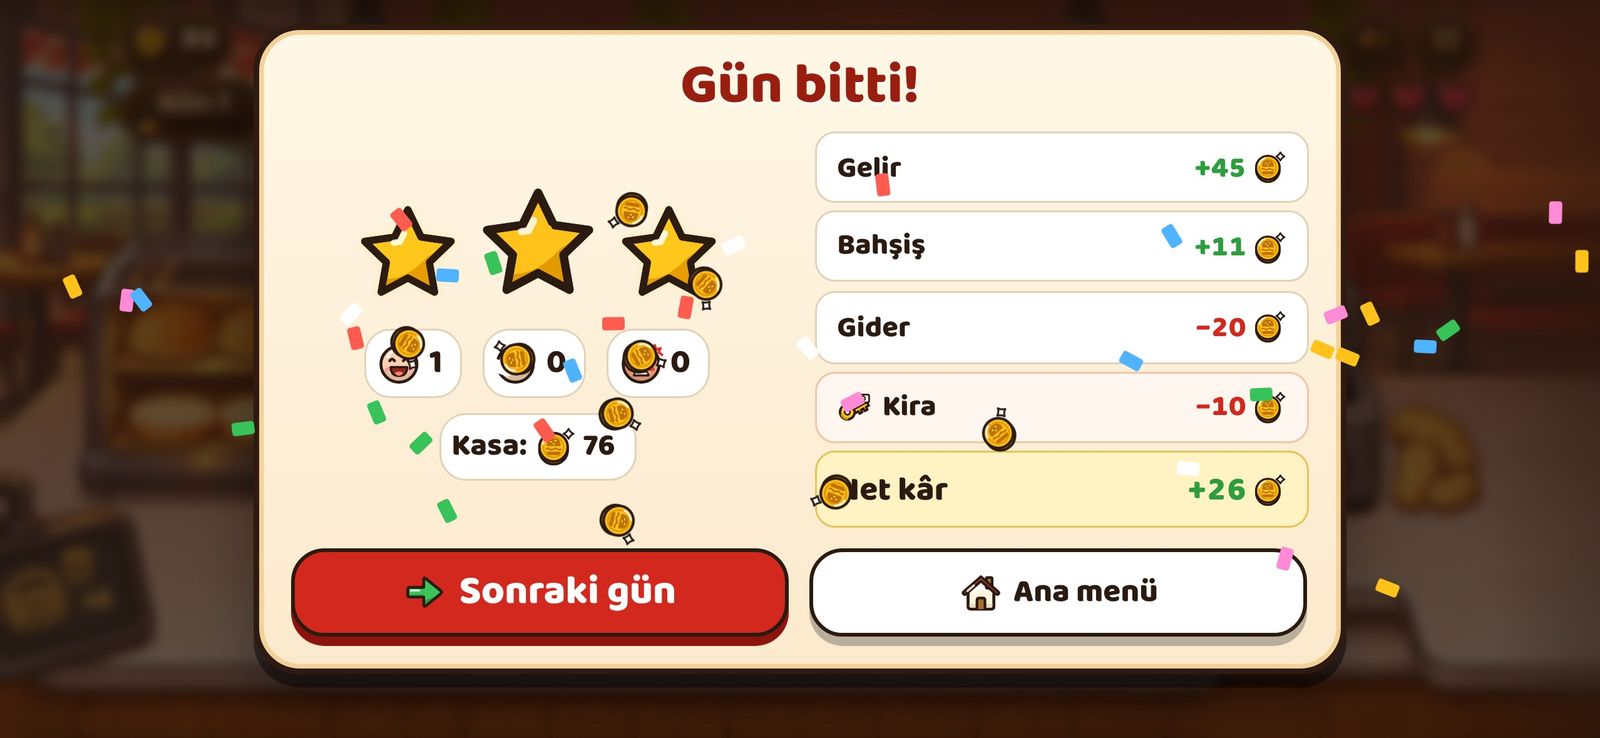 Gün bitti!
Gelir +45
Bahşiş +11
Gider −20
Kira −10
Net kâr +26
1 0 0
Kasa: 76
Sonraki gün
Ana menü